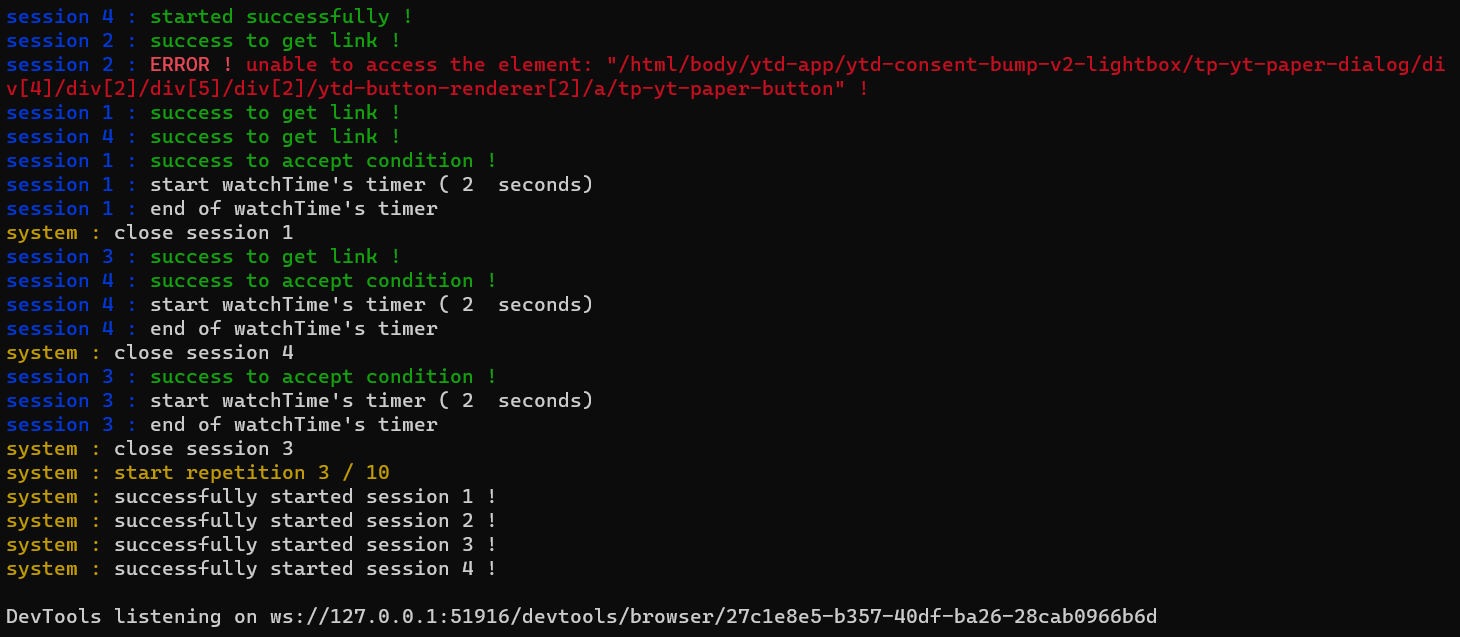 session 4 : started successfully !
session 2 : success to get link !
session 2 : ERROR ! unable to access the element: "/html/body/ytd-app/ytd-consent-bump-v2-lightbox/tp-yt-paper-dialog/di
v[4]/div[2]/div[5]/div[2]/ytd-button-renderer[2]/a/tp-yt-paper-button" !
session 1 : success to get link !
session 4 : success to get link !
session 1 : success to accept condition !
session 1 : start watchTime's timer ( 2  seconds)
session 1 : end of watchTime's timer
system : close session 1
session 3 : success to get link !
session 4 : success to accept condition !
session 4 : start watchTime's timer ( 2  seconds)
session 4 : end of watchTime's timer
system : close session 4
session 3 : success to accept condition !
session 3 : start watchTime's timer ( 2  seconds)
session 3 : end of watchTime's timer
system : close session 3
system : start repetition 3 / 10
system : successfully started session 1 !
system : successfully started session 2 !
system : successfully started session 3 !
system : successfully started session 4 !
DevTools listening on ws://127.0.0.1:51916/devtools/browser/27c1e8e5-b357-40df-ba26-28cab0966b6d